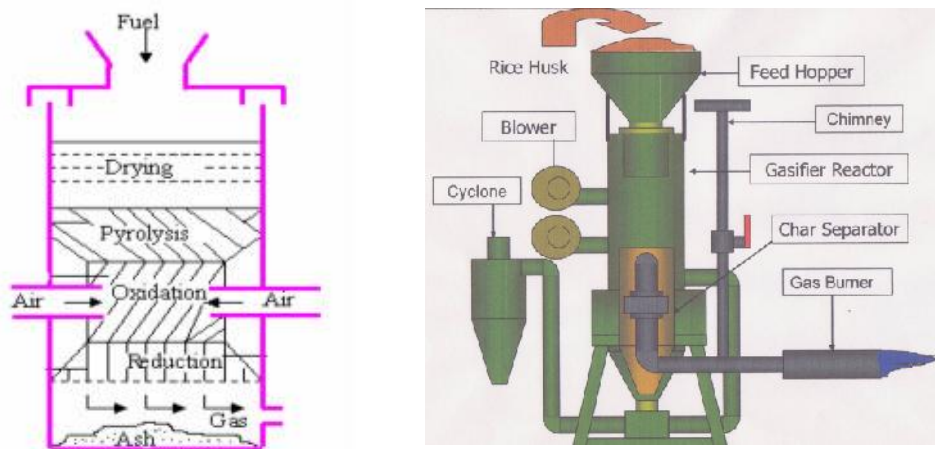 Fuel
Drying
Pyrolysis
Air
Oxidation
Air
Reduction
Gas
Ash
Rice Husk
Feed Hopper
Blower
Chimney
Cyclone
Gasifier Reactor
Char Separator
Gas Burner